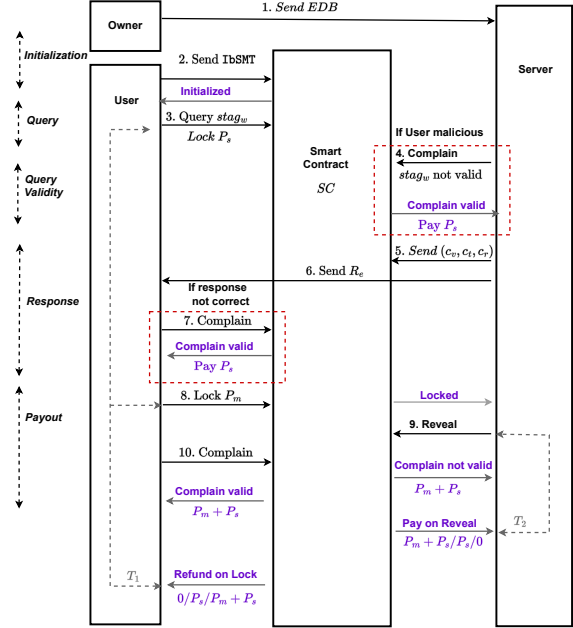 1. Send EDB
Owner
Server
Initialization
2. Send IbSMT
User
Initialized
3. Query stag_w
Lock P_s
Query
If User malicious
4. Complain
stag_w not valid
Smart
Contract
SC
Query
Validity
Complain valid
Pay P_s
5. Send (c_v, c_t, c_r)
6. Send R_e
If response
not correct
Response
7. Complain
Complain valid
Pay P_s
8. Lock P_m
Locked
Payout
9. Reveal
10. Complain
Complain not valid
P_m + P_s
Complain valid
P_m + P_s
Pay on Reveal
T_2
P_m + P_s/P_s/0
T_1
Refund on Lock
0/P_s/P_m + P_s